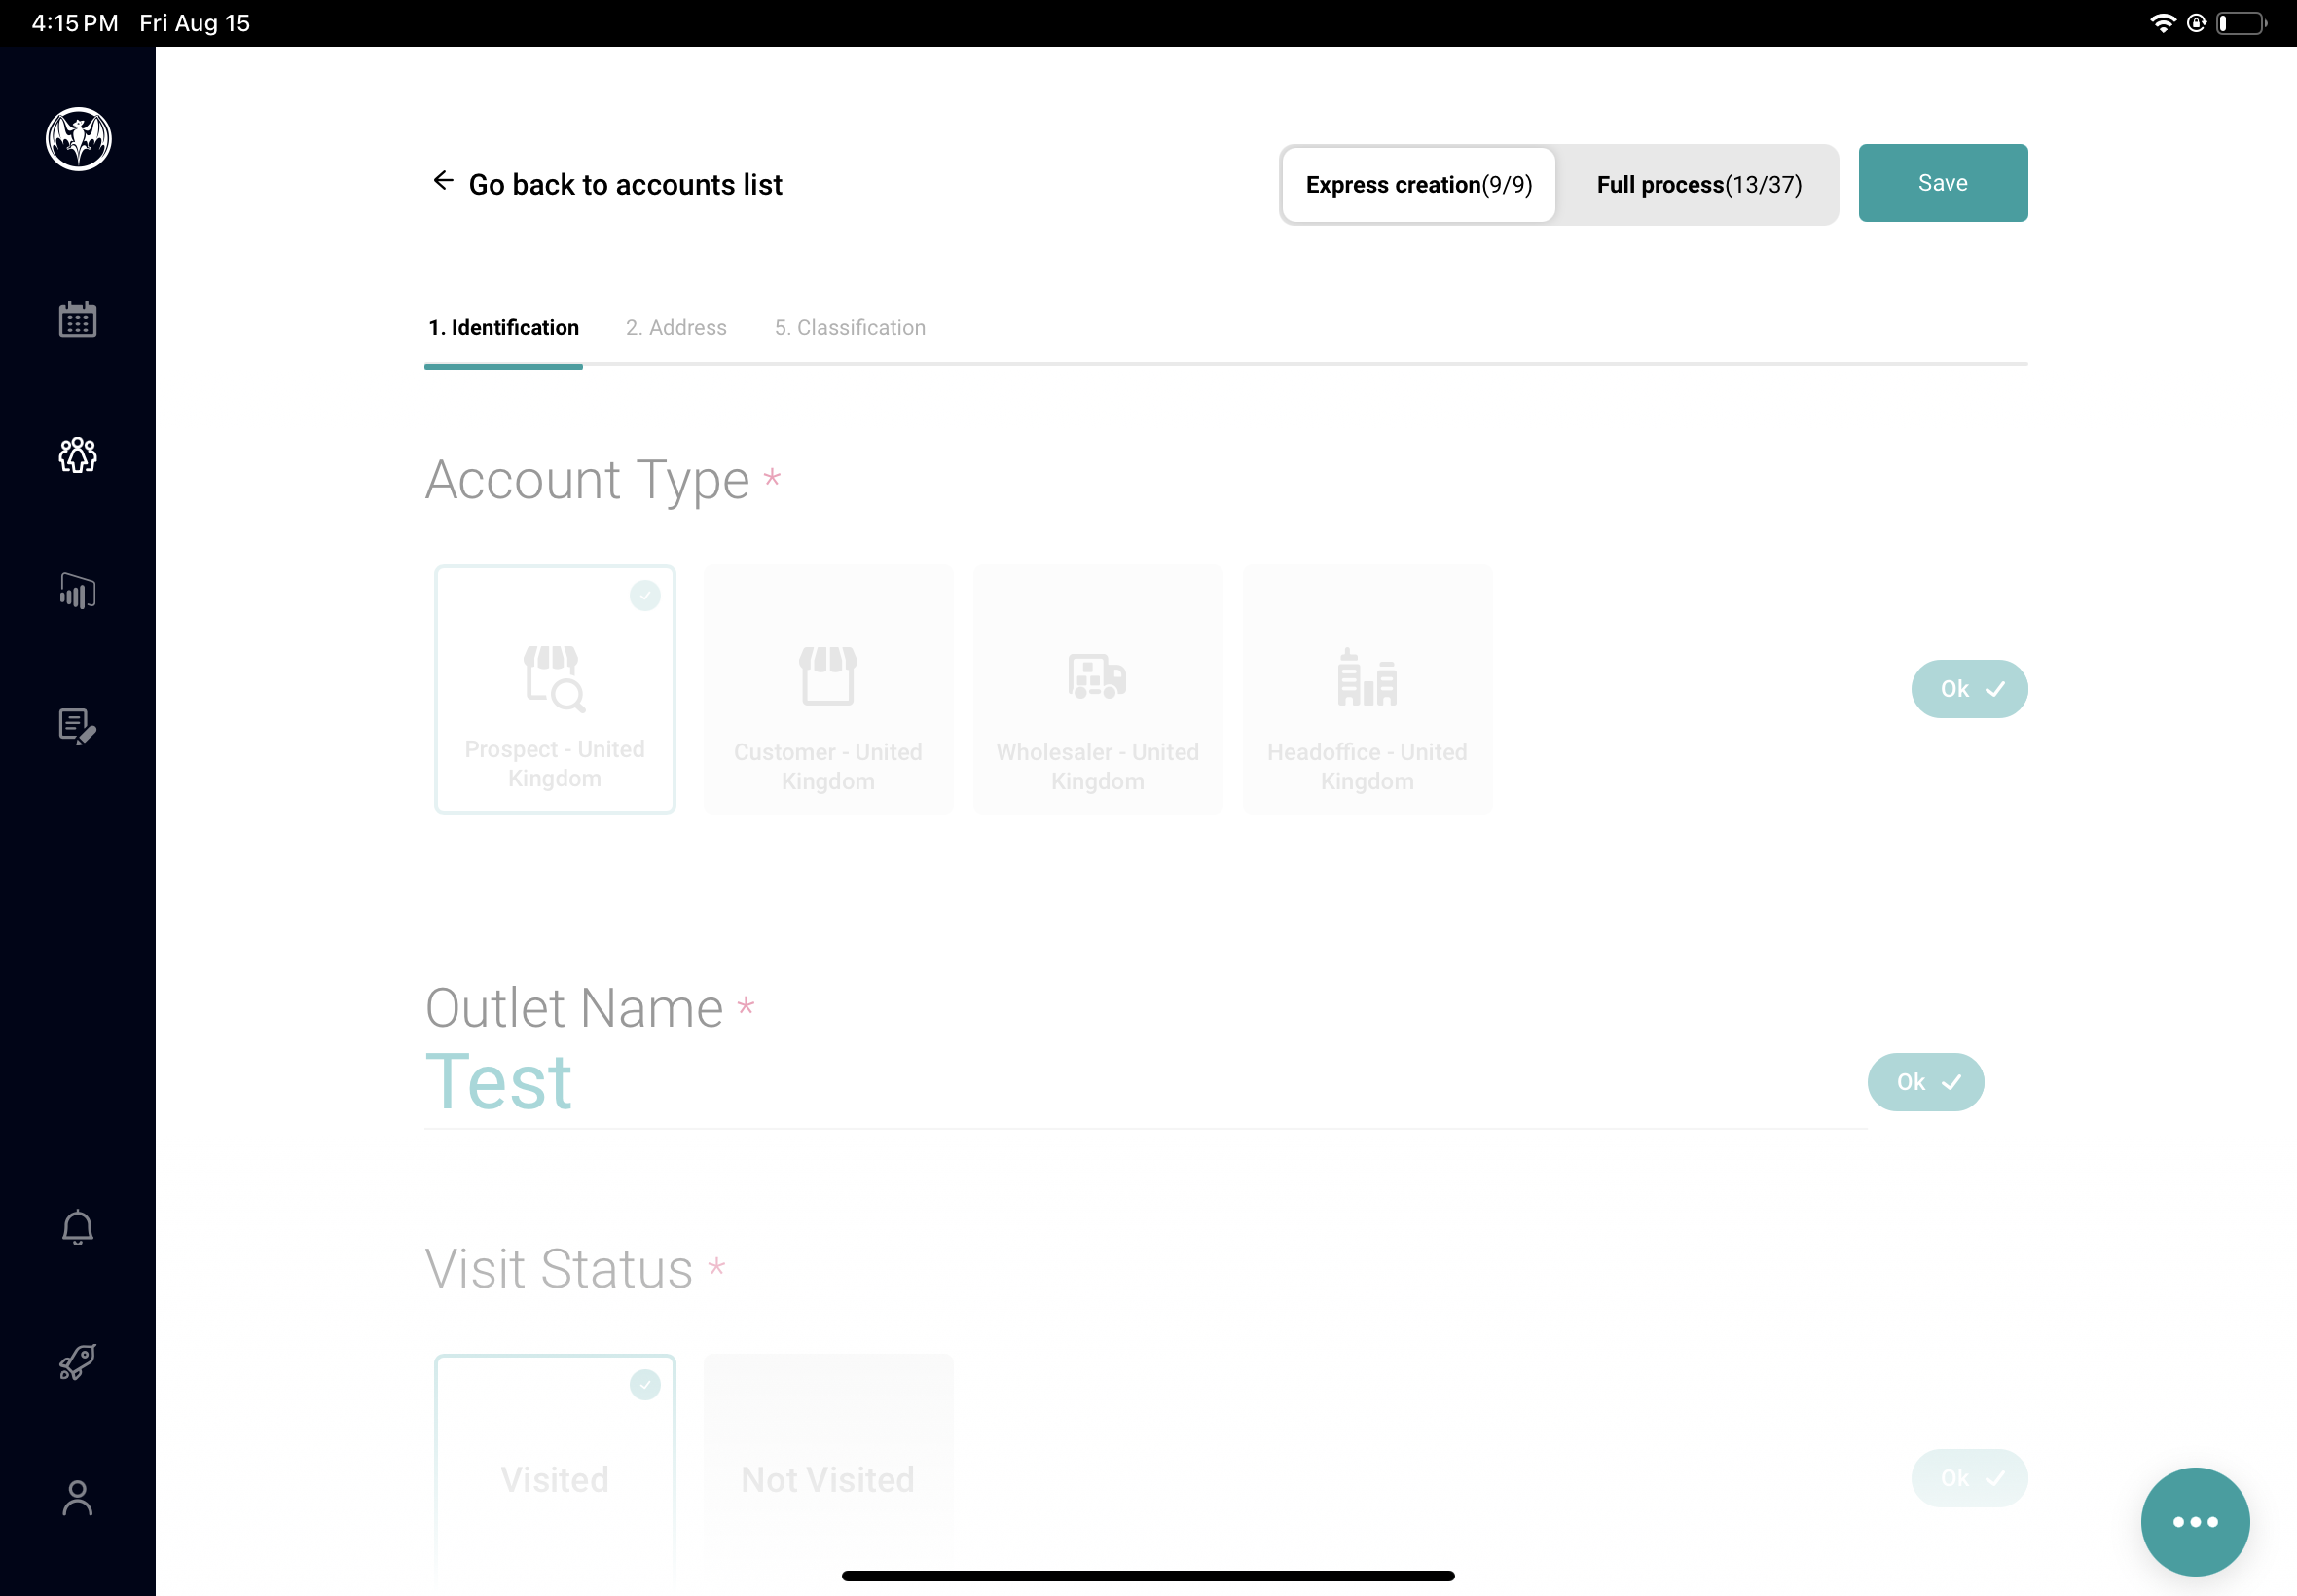 4:15 PM Fri Aug 15
Go back to accounts list
Express creation(9/9)
Full process(13/37)
Save
1. Identification
2. Address
5. Classification
Account Type *
Prospect - United
Kingdom
Customer - United
Kingdom
Wholesaler - United
Kingdom
Headoffice - United
Kingdom
Ok
Outlet Name *
Test
Ok
Visit Status *
Visited
Not Visited
Ok